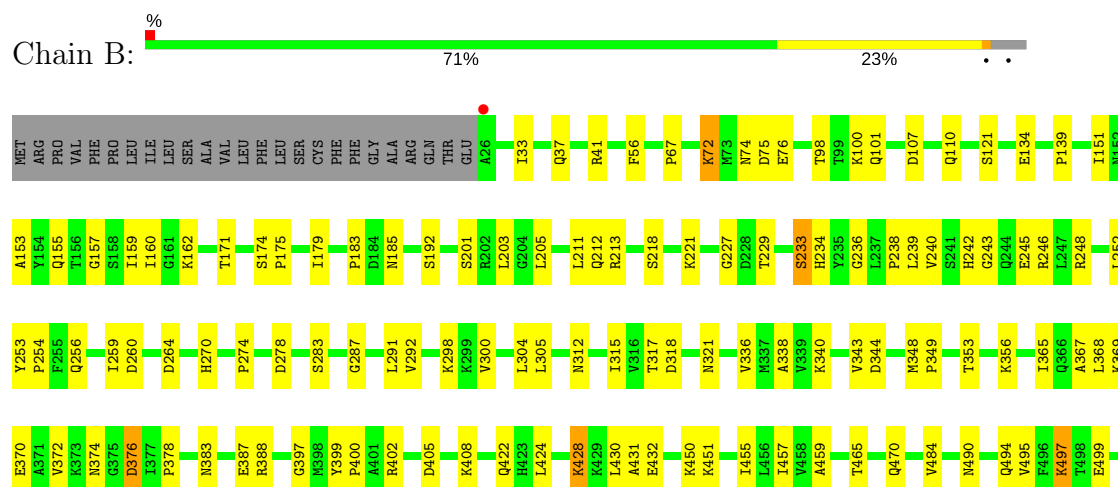 %
Chain B:
71% 23% • •
MET ARG PRO VAL PHE PRO LEU ILE LEU SER ALA VAL LEU PHE LEU SER CYS PHE PHE GLY ALA ARG GLN THR GLU A26 I33 Q37 R41 F56 P67 K72 M73 N74 D75 E76 T98 T99 K100 Q101 D107 Q110 S121 E134 P139 I151 N152
A153 Y154 Q155 T156 G157 S158 I159 I160 G161 K162 T171 S174 P175 I179 P183 D184 N185 S192 S201 R202 L203 G204 L205 L211 Q212 R213 S218 K221 G227 D228 T229 S233 H234 Y235 G236 L237 P238 L239 V240 S241 H242 G243 Q244 E245 R246 L247 R248 L252
Y253 P254 F255 Q256 I259 D260 D264 H270 P274 D278 S283 G287 L291 V292 K298 K299 V300 L304 L305 N312 I315 V316 T317 D318 N321 V336 M337 A338 V339 K340 V343 D344 M348 P349 T353 K356 I365 Q366 A367 L368 K369
E370 A371 V372 K373 N374 G375 D376 I377 P378 N383 E387 R388 G397 M398 Y399 P400 A401 R402 D405 K408 Q422 H423 L424 K428 K429 L430 A431 E432 K450 K451 I455 L456 I457 V458 A459 T465 Q470 V484 N490 Q494 V495 F496 K497 T498 E499